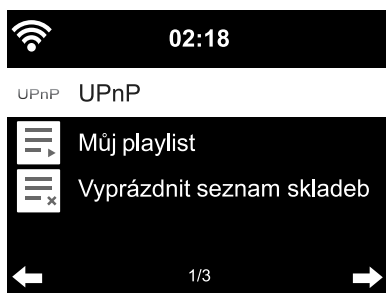 02:18
UPnP UPnP
Můj playlist
Vyprázdnit seznam skladeb
1/3